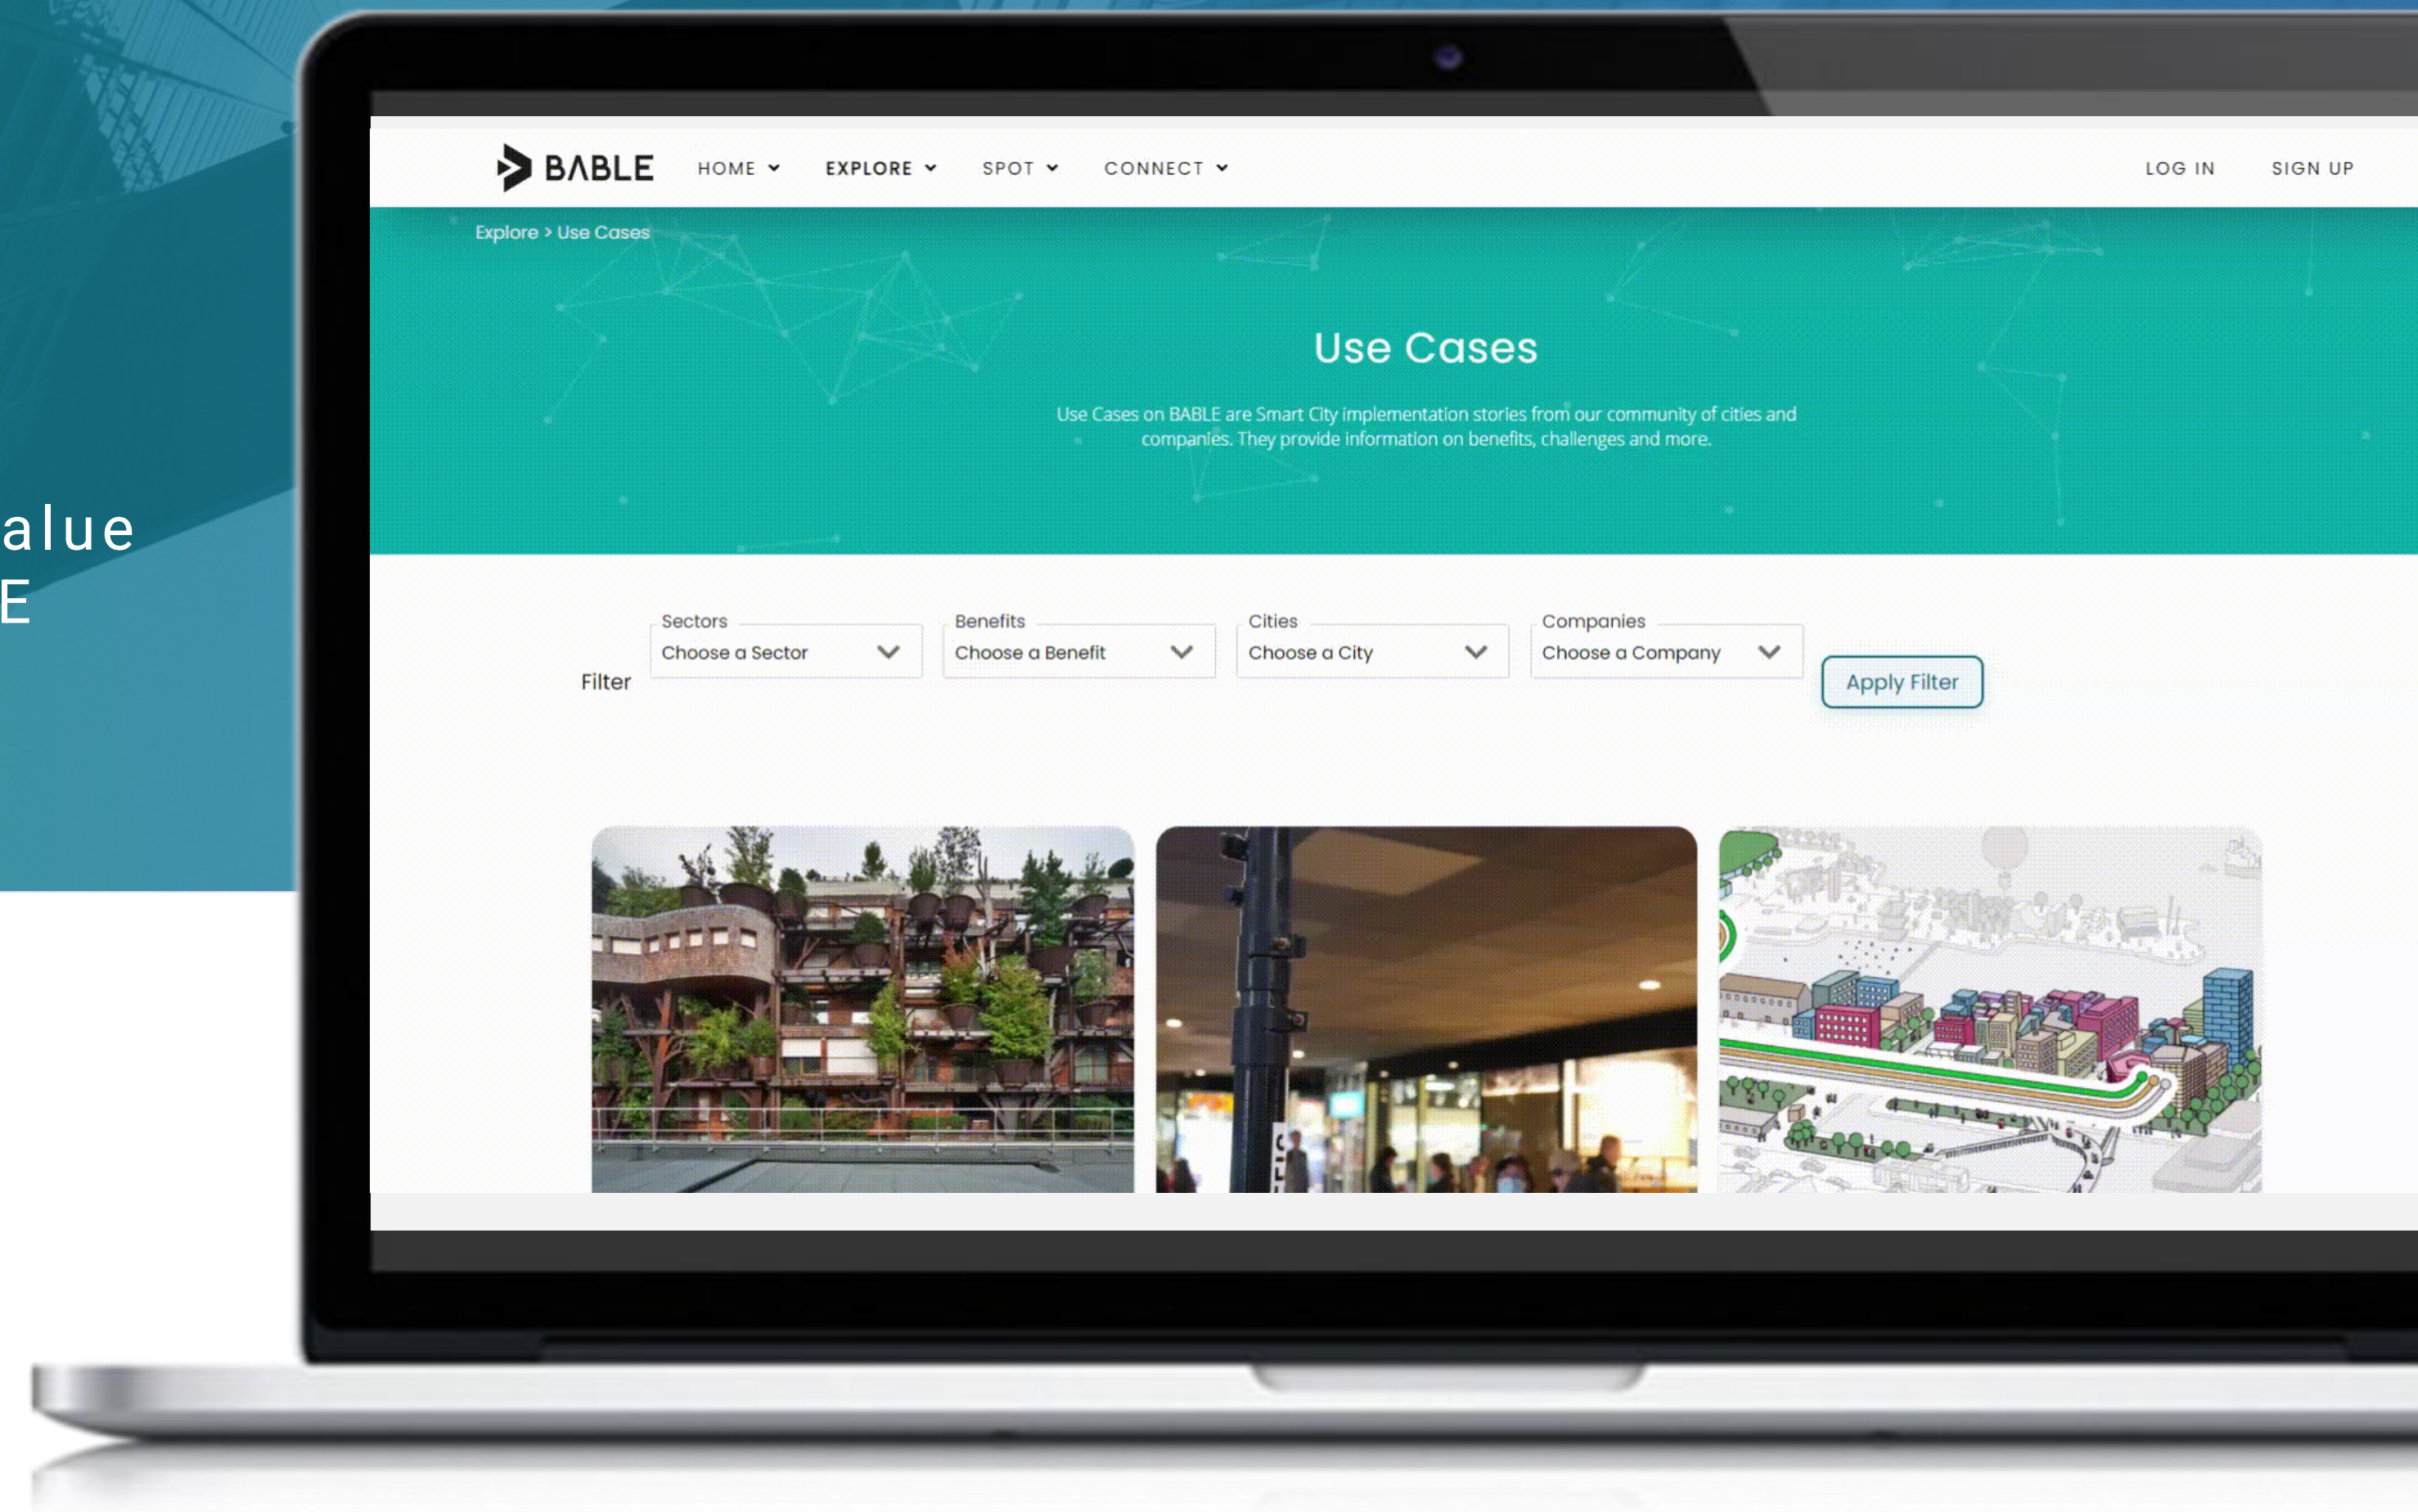 BABLE
HOME
EXPLORE
SPOT
CONNECT
LOG IN
SIGN UP
Explore > Use Cases
Use Cases
Use Cases on BABLE are Smart City implementation stories from our community of cities and
companies. They provide information on benefits, challenges and more.
alue
E
Filter
Sectors
Choose a Sector
Benefits
Choose a Benefit
Cities
Choose a City
Companies
Choose a Company
Apply Filter